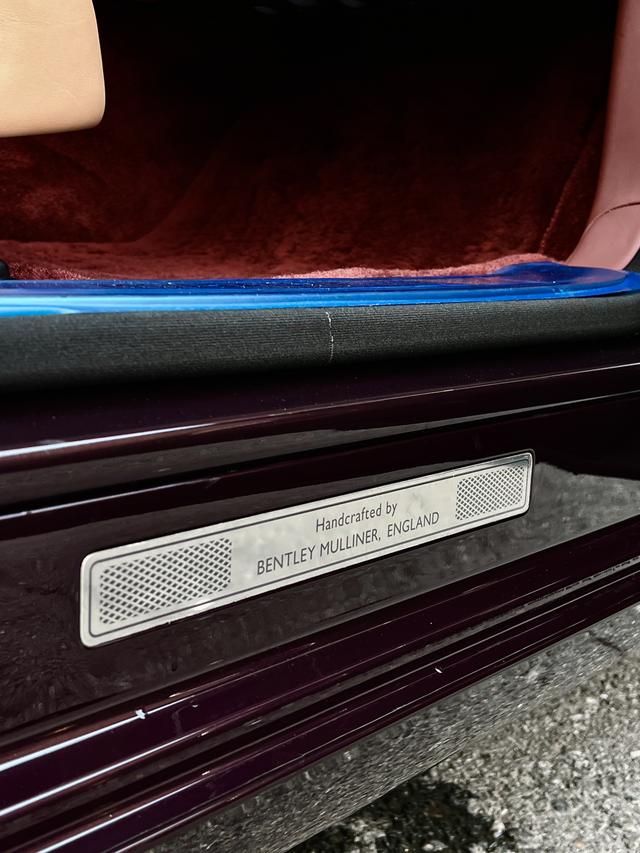 Handcrafted by
BENTLEY MULLINER, ENGLAND